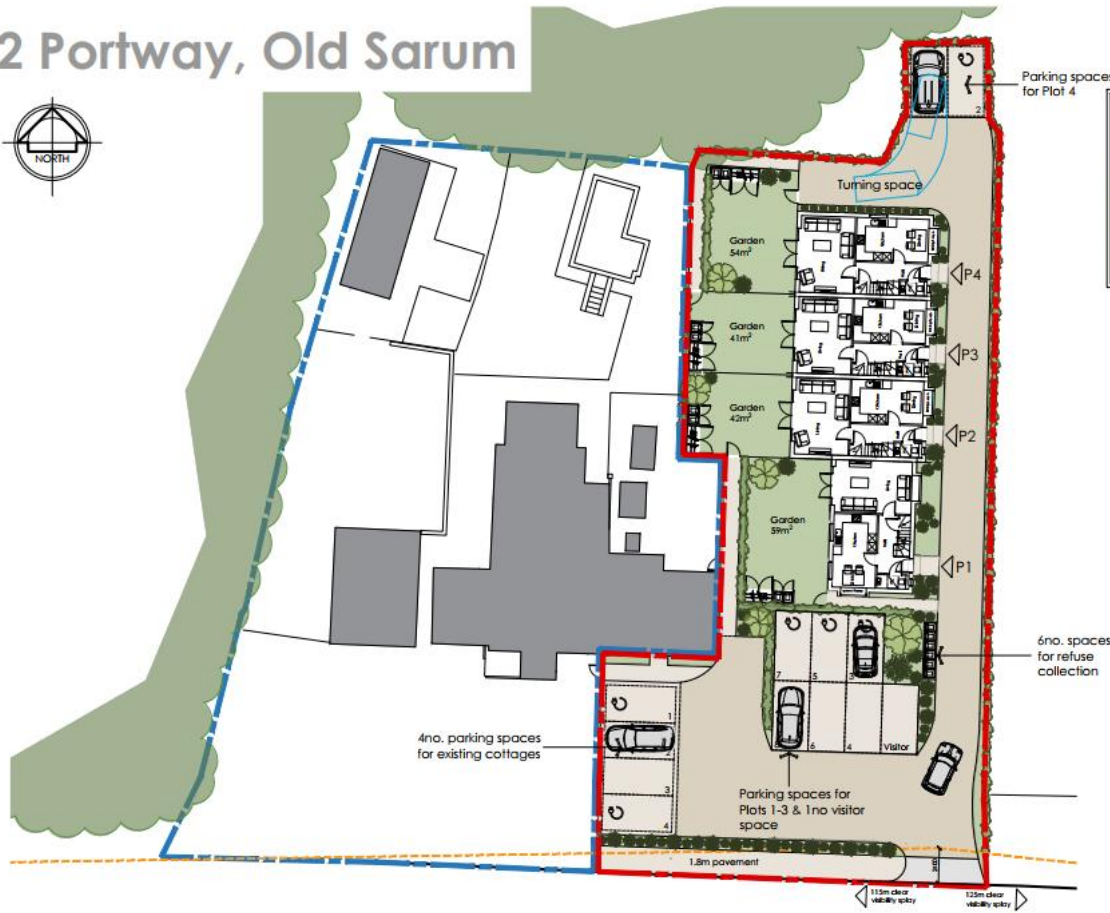 2 Portway, Old Sarum
NORTH
Parking spaces
for Plot 4
2
Turning space
Garden
54m²
P4
Garden
41m²
P3
Garden
42m²
P2
Garden
59m²
P1
6no. spaces
for refuse
collection
7
5
3
6
4
Visitor
4no. parking spaces
for existing cottages
1
2
3
4
Parking spaces for
Plots 1-3 & 1no visitor
space
1.8m pavement
115m clear
visibility splay
125m clear
visibility splay